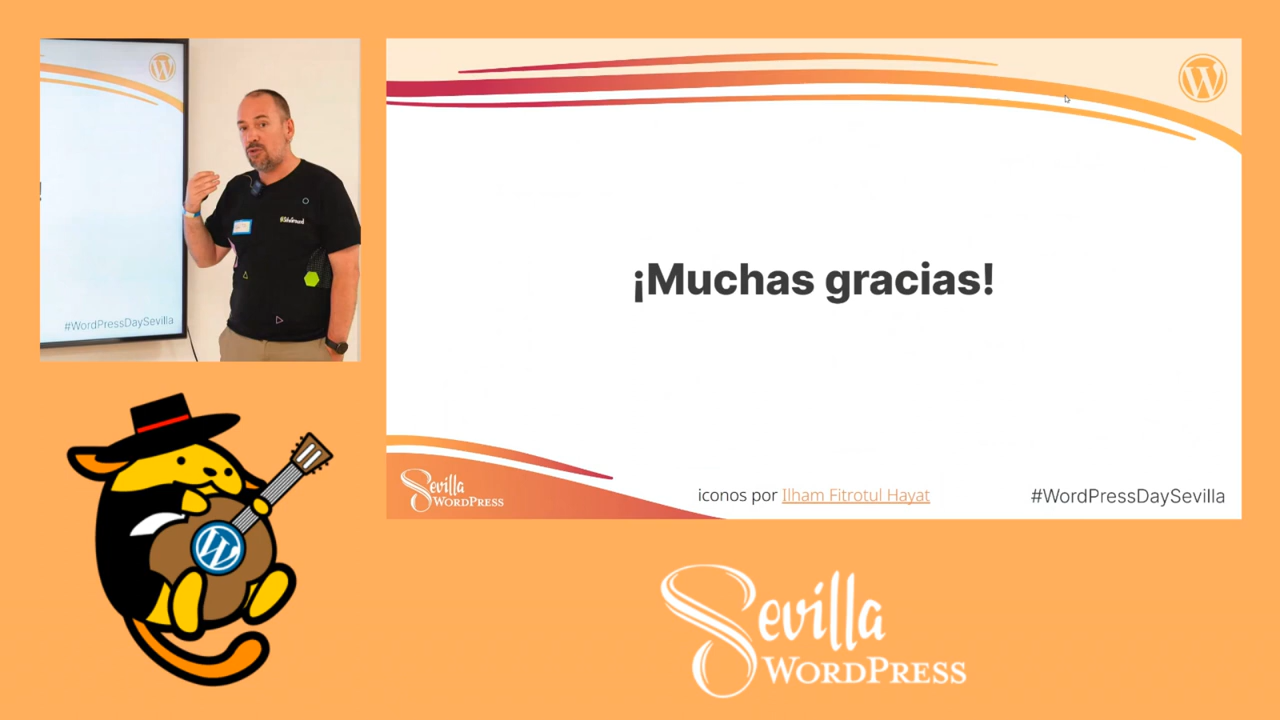 #WordPressDaySevilla
¡Muchas gracias!
Sevilla
WORDPRESS
iconos por Ilham Fitrotul Hayat
#WordPressDaySevilla
Sevilla
WORDPRESS